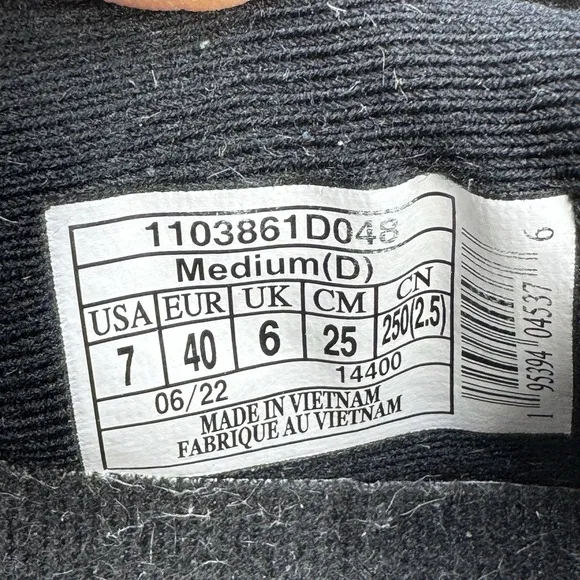 1103861D048
Medium(D)
USA EUR UK CM CN
7 40 6 25 250(2.5)
06/22 14400
MADE IN VIETNAM
FABRIQUE AU VIETNAM
1 95394 04537 6